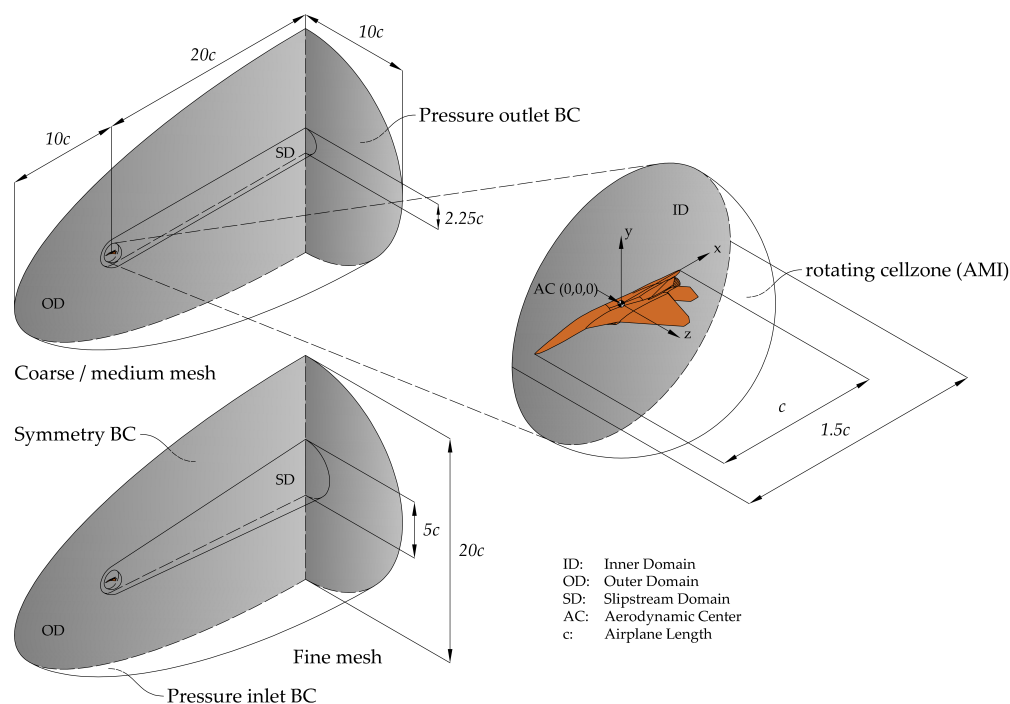 10c
20c
10c
Pressure outlet BC
SD
2.25c
OD
Coarse / medium mesh
ID
y
x
AC (0,0,0)
z
rotating cellzone (AMI)
c
1.5c
Symmetry BC
SD
5c
20c
OD
Fine mesh
Pressure inlet BC
ID: Inner Domain
OD: Outer Domain
SD: Slipstream Domain
AC: Aerodynamic Center
c: Airplane Length